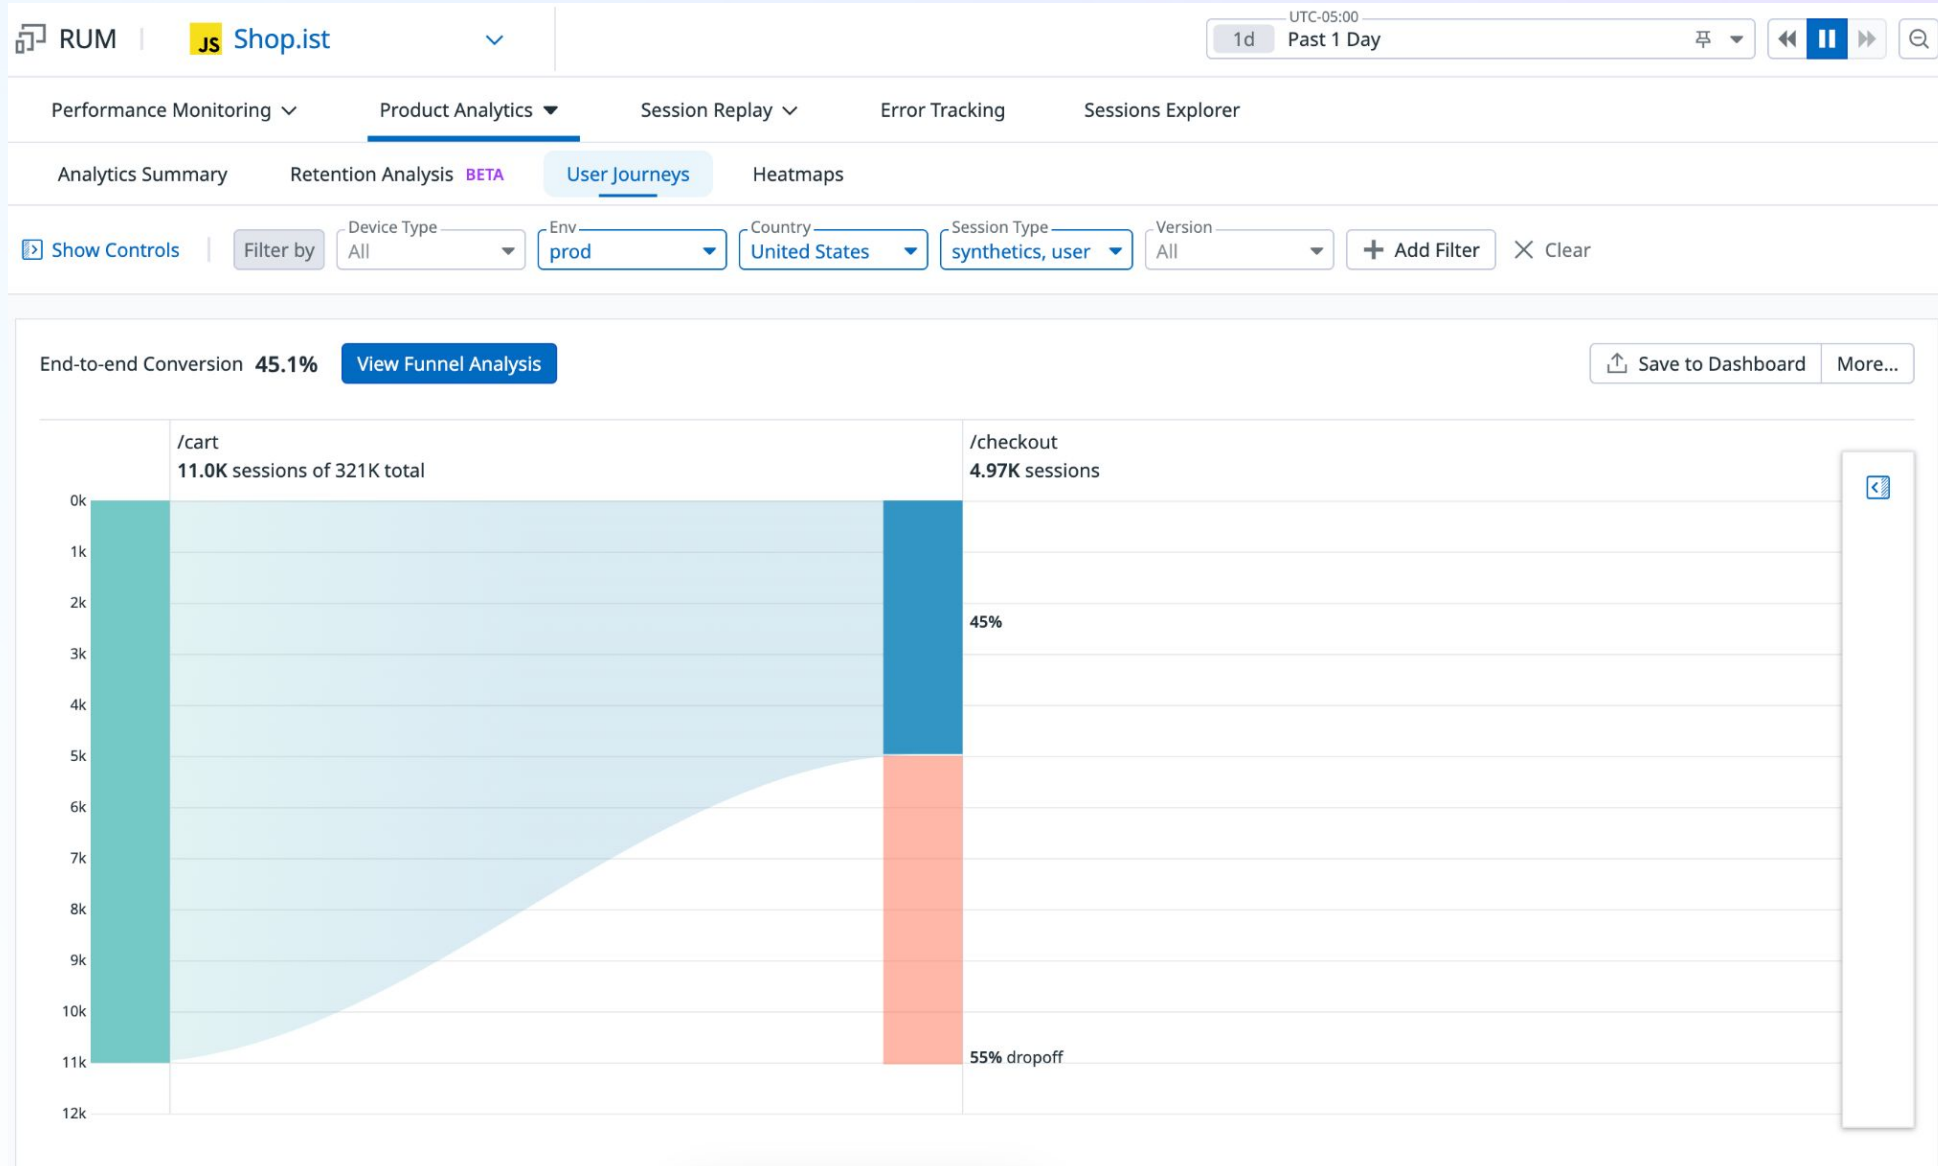 RUM
JS Shop.ist
UTC-05:00
1d Past 1 Day
Performance Monitoring Product Analytics Session Replay Error Tracking Sessions Explorer
Analytics Summary Retention Analysis BETA User Journeys Heatmaps
Show Controls
Filter by
Device Type
All
Env
prod
Country
United States
Session Type
synthetics, user
Version
All
Add Filter
Clear
End-to-end Conversion 45.1% View Funnel Analysis
Save to Dashboard More...
/cart
11.0K sessions of 321K total
/checkout
4.97K sessions
0k
1k
2k
45%
3k
4k
5k
6k
7k
8k
9k
10k
11k
55% dropoff
12k